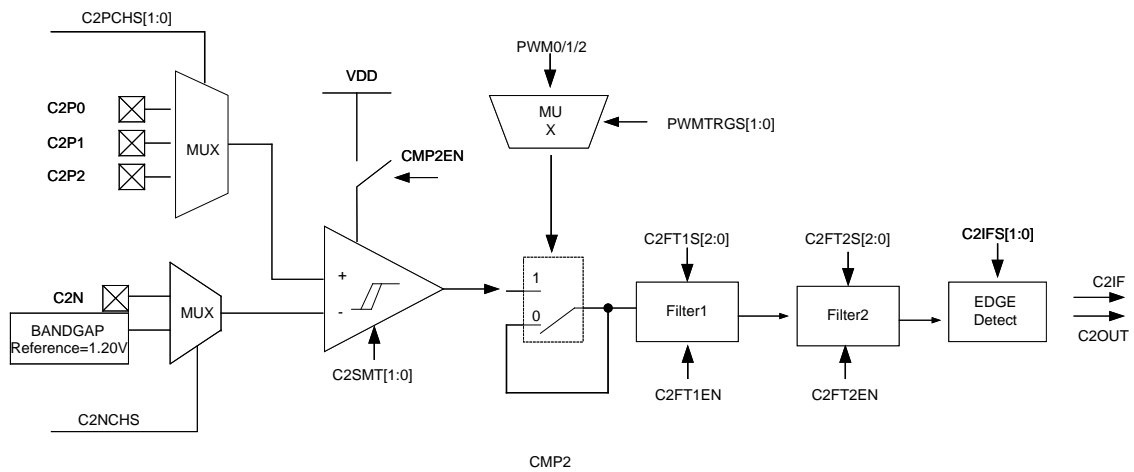 C2PCHS[1:0]
PWM0/1/2
VDD
MU
X
PWMTRGS[1:0]
C2P0
C2P1
C2P2
MUX
CMP2EN
C2FT1S[2:0]
C2FT2S[2:0]
C2IFS[1:0]
+
1
C2N
MUX
-
0
Filter1
Filter2
EDGE
Detect
C2IF
C2OUT
BANDGAP
Reference=1.20V
C2SMT[1:0]
C2FT1EN
C2FT2EN
C2NCHS
CMP2